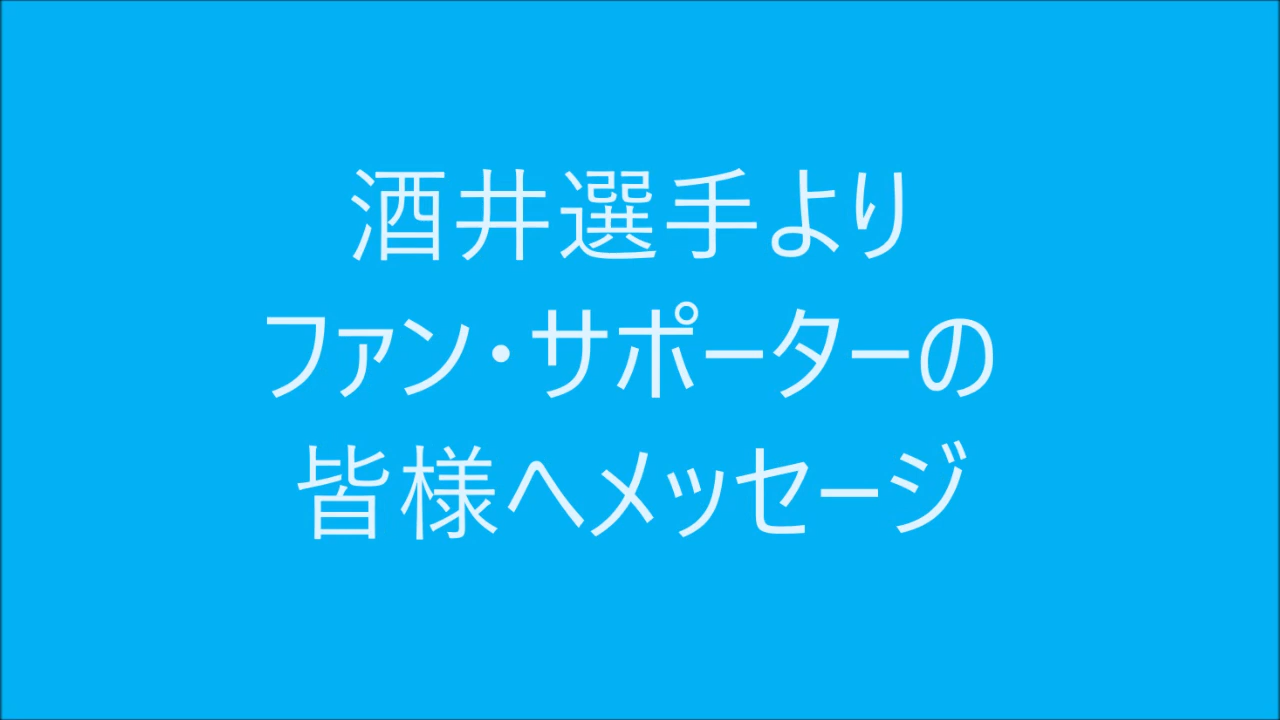 酒井選手より
ファン・サポーターの
皆様へメッセージ